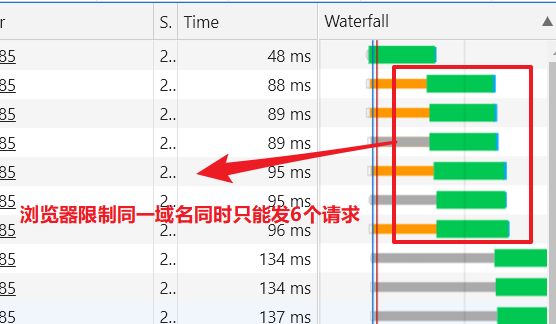 r S. Time Waterfall
85 2.. 48 ms
85 2.. 88 ms
85 2.. 89 ms
85 2.. 89 ms
85 2.. 95 ms
85 2.. 95 ms
浏览器限制同一域名同时只能发6个请求
85 2.. 96 ms
85 2.. 134 ms
85 2.. 134 ms
85 2.. 137 ms